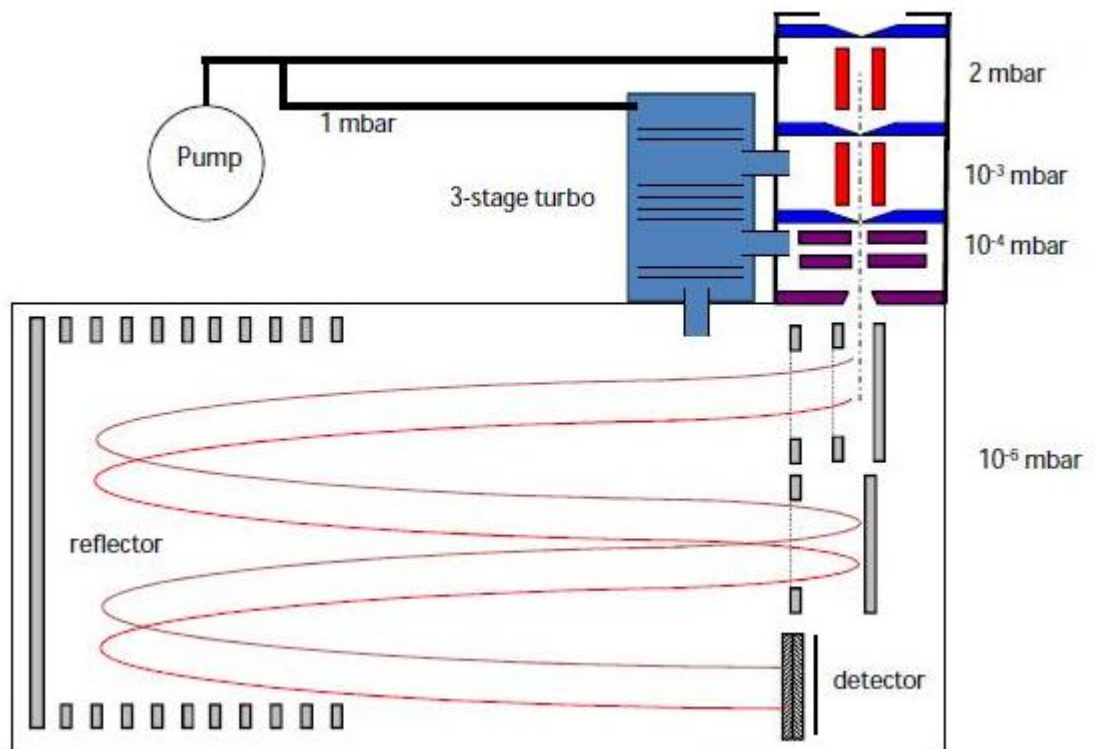 2 mbar
1 mbar
Pump
10⁻³ mbar
3-stage turbo
10⁻⁴ mbar
10⁻⁶ mbar
reflector
detector